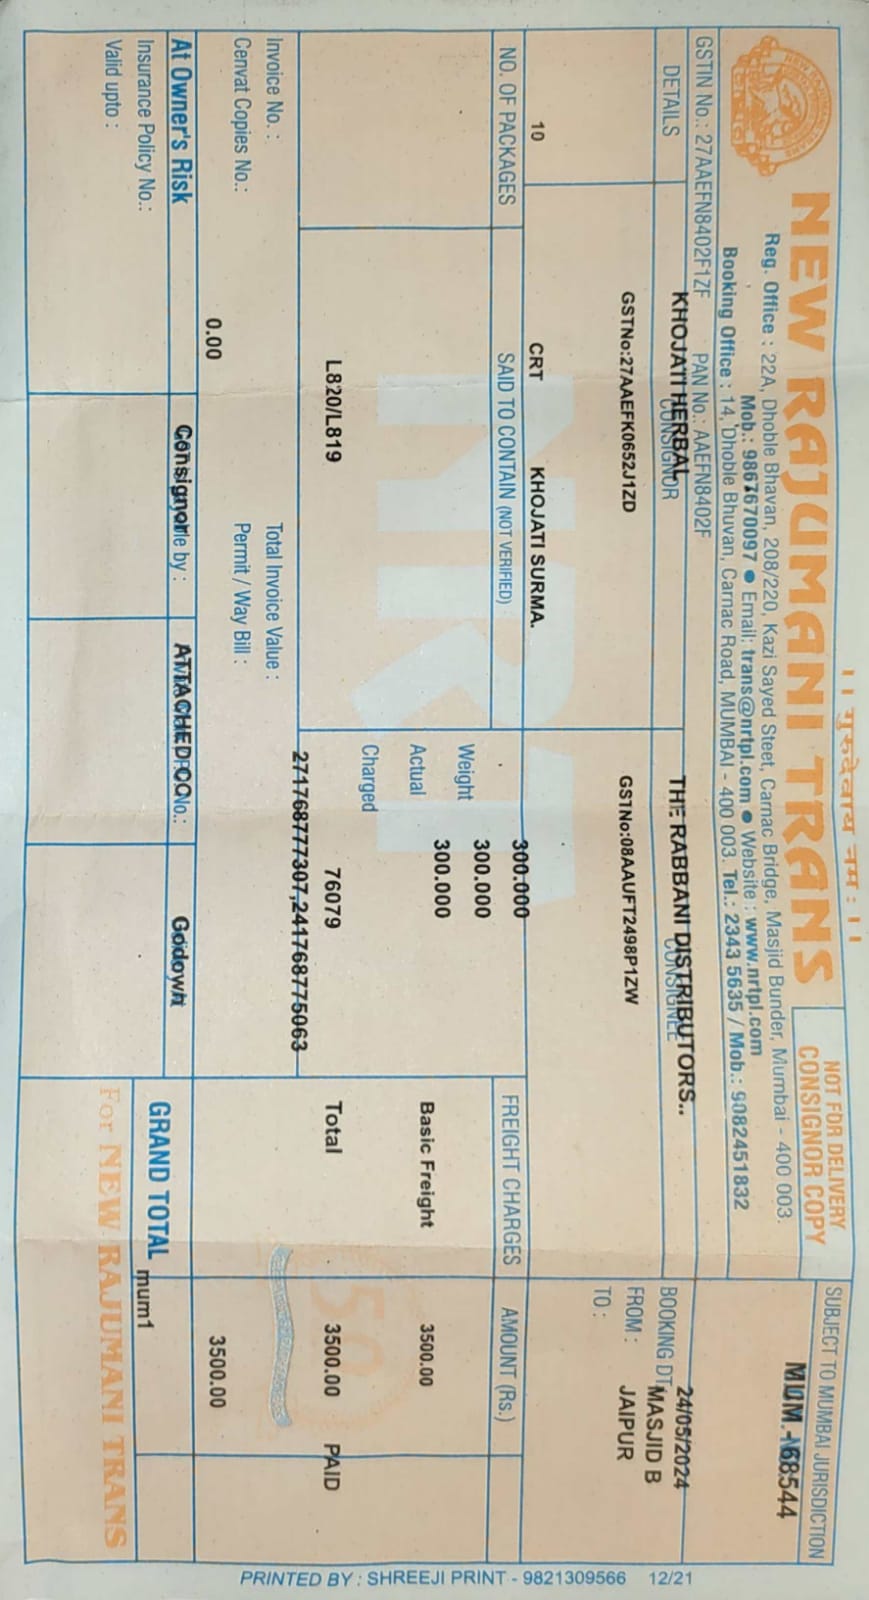 ।। गुरुदेवाय नमः ।।
NEW RAJUMANI TRANS
NOT FOR DELIVERY
CONSIGNOR COPY
SUBJECT TO MUMBAI JURISDICTION
Reg. Office : 22A, Dhoble Bhavan, 208/220, Kazi Sayed Steet, Carnac Bridge, Masjid Bunder, Mumbai - 400 003.
Mob.: 9867670097 ● Email: trans@nrtpl.com ● Website : www.nrtpl.com
Booking Office : 14, Dhoble Bhuvan, Carnac Road, MUMBAI - 400 003. Tel.: 2343 5635 / Mob.: 9082451832
MUM.-168544
GSTIN No.: 27AAEFN8402F1ZF PAN No.: AAEFN8402F
DETAILS
CONSIGNOR
KHOJATI HERBAL
GSTNo:27AAEFK0652J1ZD
CONSIGNEE
THE RABBANI DISTRIBUTORS..
GSTNo:08AAUFT2498P1ZW
BOOKING DT. 24/05/2024
FROM : MASJID B
TO : JAIPUR
NO. OF PACKAGES
SAID TO CONTAIN (NOT VERIFIED)
FREIGHT CHARGES
AMOUNT (Rs.)
10
CRT KHOJATI SURMA.
300.000
Weight 300.000
Actual 300.000
Charged
Basic Freight 3500.00
NRT
L820/L819
76079
Total 3500.00 PAID
50
271768777307,241768775063
Invoice No. :
Total Invoice Value :
Cenvat Copies No.:
Permit / Way Bill :
0.00
3500.00
At Owner's Risk
Consignor
ATTACHED CC
Godown
GRAND TOTAL
Insurance Policy No.:
mum1
Valid upto :
For NEW RAJUMANI TRANS
PRINTED BY : SHREEJI PRINT - 9821309566 12/21